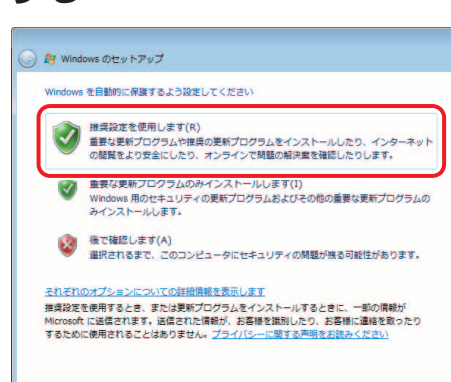 Windows のセットアップ
Windows を自動的に保護するよう設定してください
推奨設定を使用します(R)
重要な更新プログラムや推奨の更新プログラムをインストールしたり、インターネット
の閲覧をより安全にしたり、オンラインで問題の解決策を確認したりします。
重要な更新プログラムのみインストールします(I)
Windows 用のセキュリティの更新プログラムおよびその他の重要な更新プログラムの
みインストールします。
後で確認します(A)
選択されるまで、このコンピュータにセキュリティの問題が残る可能性があります。
それぞれのオプションについての詳細情報を表示します
推奨設定を使用するとき、または更新プログラムをインストールするときに、一部の情報が
Microsoft に送信されます。送信された情報が、お客様を識別したり、お客様に連絡を取ったり
するために使用されることはありません。プライバシーに関する声明をお読みください